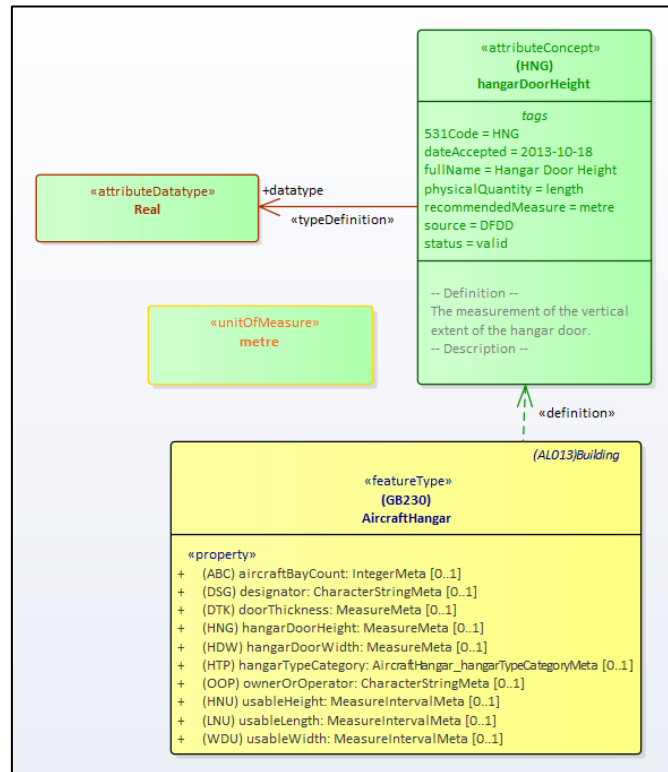 «attributeConcept»
(HNG)
hangarDoorHeight
tags
531Code = HNG
dateAccepted = 2013-10-18
fullName = Hangar Door Height
physicalQuantity = length
recommendedMeasure = metre
source = DFDD
status = valid
-- Definition --
The measurement of the vertical
extent of the hangar door.
-- Description --
«attributeDatatype»
Real
+datatype
«typeDefinition»
«unitOfMeasure»
metre
«definition»
(AL013)Building
«featureType»
(GB230)
AircraftHangar
«property»
+ (ABC) aircraftBayCount: IntegerMeta [0..1]
+ (DSG) designator: CharacterStringMeta [0..1]
+ (DTK) doorThickness: MeasureMeta [0..1]
+ (HNG) hangarDoorHeight: MeasureMeta [0..1]
+ (HDW) hangarDoorWidth: MeasureMeta [0..1]
+ (HTP) hangarTypeCategory: AircraftHangar_hangarTypeCategoryMeta [0..1]
+ (OOP) ownerOrOperator: CharacterStringMeta [0..1]
+ (HNU) usableHeight: MeasureIntervalMeta [0..1]
+ (LNU) usableLength: MeasureIntervalMeta [0..1]
+ (WDU) usableWidth: MeasureIntervalMeta [0..1]